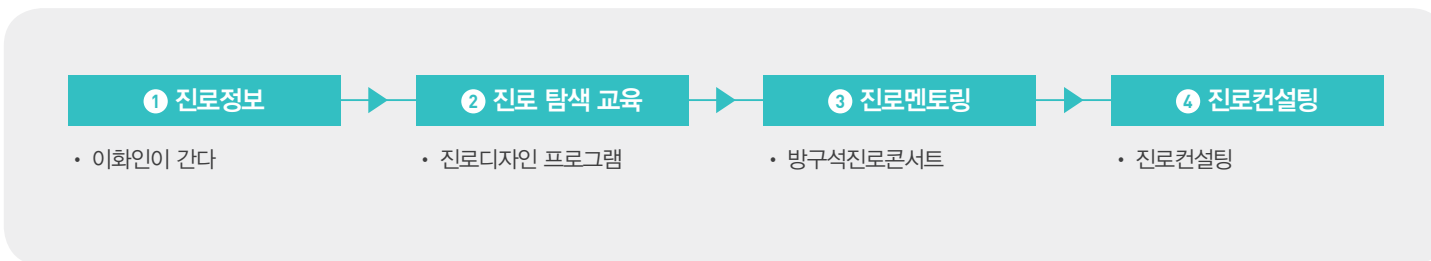 ❶ 진로정보
• 이화인이 간다
❷ 진로 탐색 교육
• 진로디자인 프로그램
❸ 진로멘토링
• 방구석진로콘서트
❹ 진로컨설팅
• 진로컨설팅